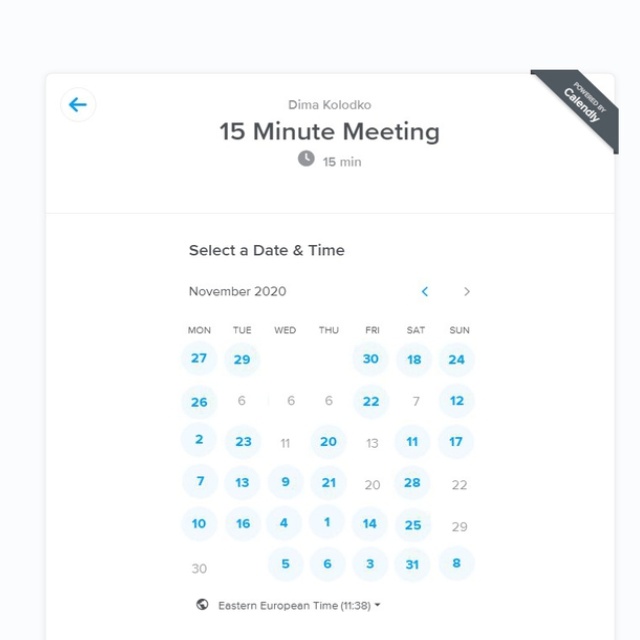 POWERED BY
Calendly
Dima Kolodko
15 Minute Meeting
15 min
Select a Date & Time
November 2020
MON TUE WED THU FRI SAT SUN
27 29 30 18 24
26 6 6 6 22 7 12
2 23 11 20 13 11 17
7 13 9 21 20 28 22
10 16 4 1 14 25 29
30 5 6 3 31 8
Eastern European Time (11:38)